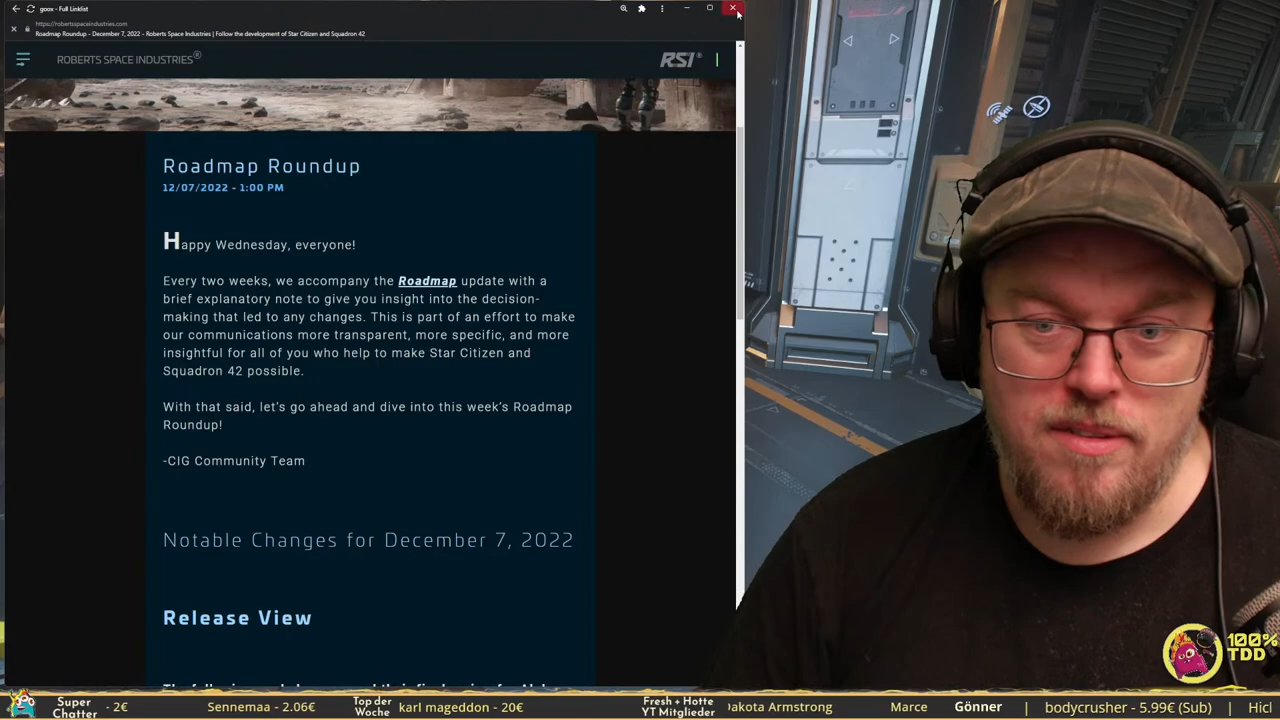 goox - Full Linklist
https://robertsspaceindustries.com
Roadmap Roundup - December 7, 2022 - Roberts Space Industries | Follow the development of Star Citizen and Squadron 42
ROBERTS SPACE INDUSTRIES®
RSI®
Roadmap Roundup
12/07/2022 - 1:00 PM
Happy Wednesday, everyone!
Every two weeks, we accompany the Roadmap update with a
brief explanatory note to give you insight into the decision-
making that led to any changes. This is part of an effort to make
our communications more transparent, more specific, and more
insightful for all of you who help to make Star Citizen and
Squadron 42 possible.
With that said, let's go ahead and dive into this week's Roadmap
Roundup!
-CIG Community Team
Notable Changes for December 7, 2022
Release View
100%
TDD
Super
Chatter
- 2€
Sennemaa - 2.06€
Top der
Woche
karl mageddon - 20€
Fresh + Hotte
YT Mitglieder
Dakota Armstrong
Marce
Gönner
| bodycrusher - 5.99€ (Sub) |